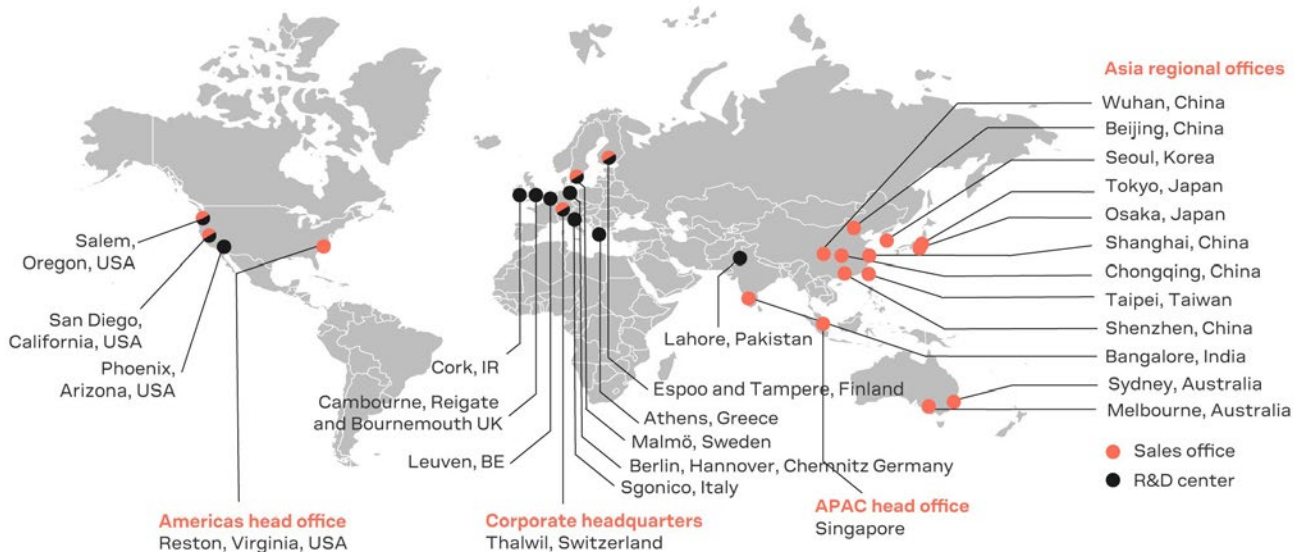 Salem,
Oregon, USA
San Diego,
California, USA
Phoenix,
Arizona, USA
Americas head office
Reston, Virginia, USA
Cork, IR
Cambourne, Reigate
and Bournemouth UK
Leuven, BE
Corporate headquarters
Thalwil, Switzerland
Lahore, Pakistan
Espoo and Tampere, Finland
Athens, Greece
Malmö, Sweden
Berlin, Hannover, Chemnitz Germany
Sgonico, Italy
APAC head office
Singapore
Asia regional offices
Wuhan, China
Beijing, China
Seoul, Korea
Tokyo, Japan
Osaka, Japan
Shanghai, China
Chongqing, China
Taipei, Taiwan
Shenzhen, China
Bangalore, India
Sydney, Australia
Melbourne, Australia
Sales office
R&D center